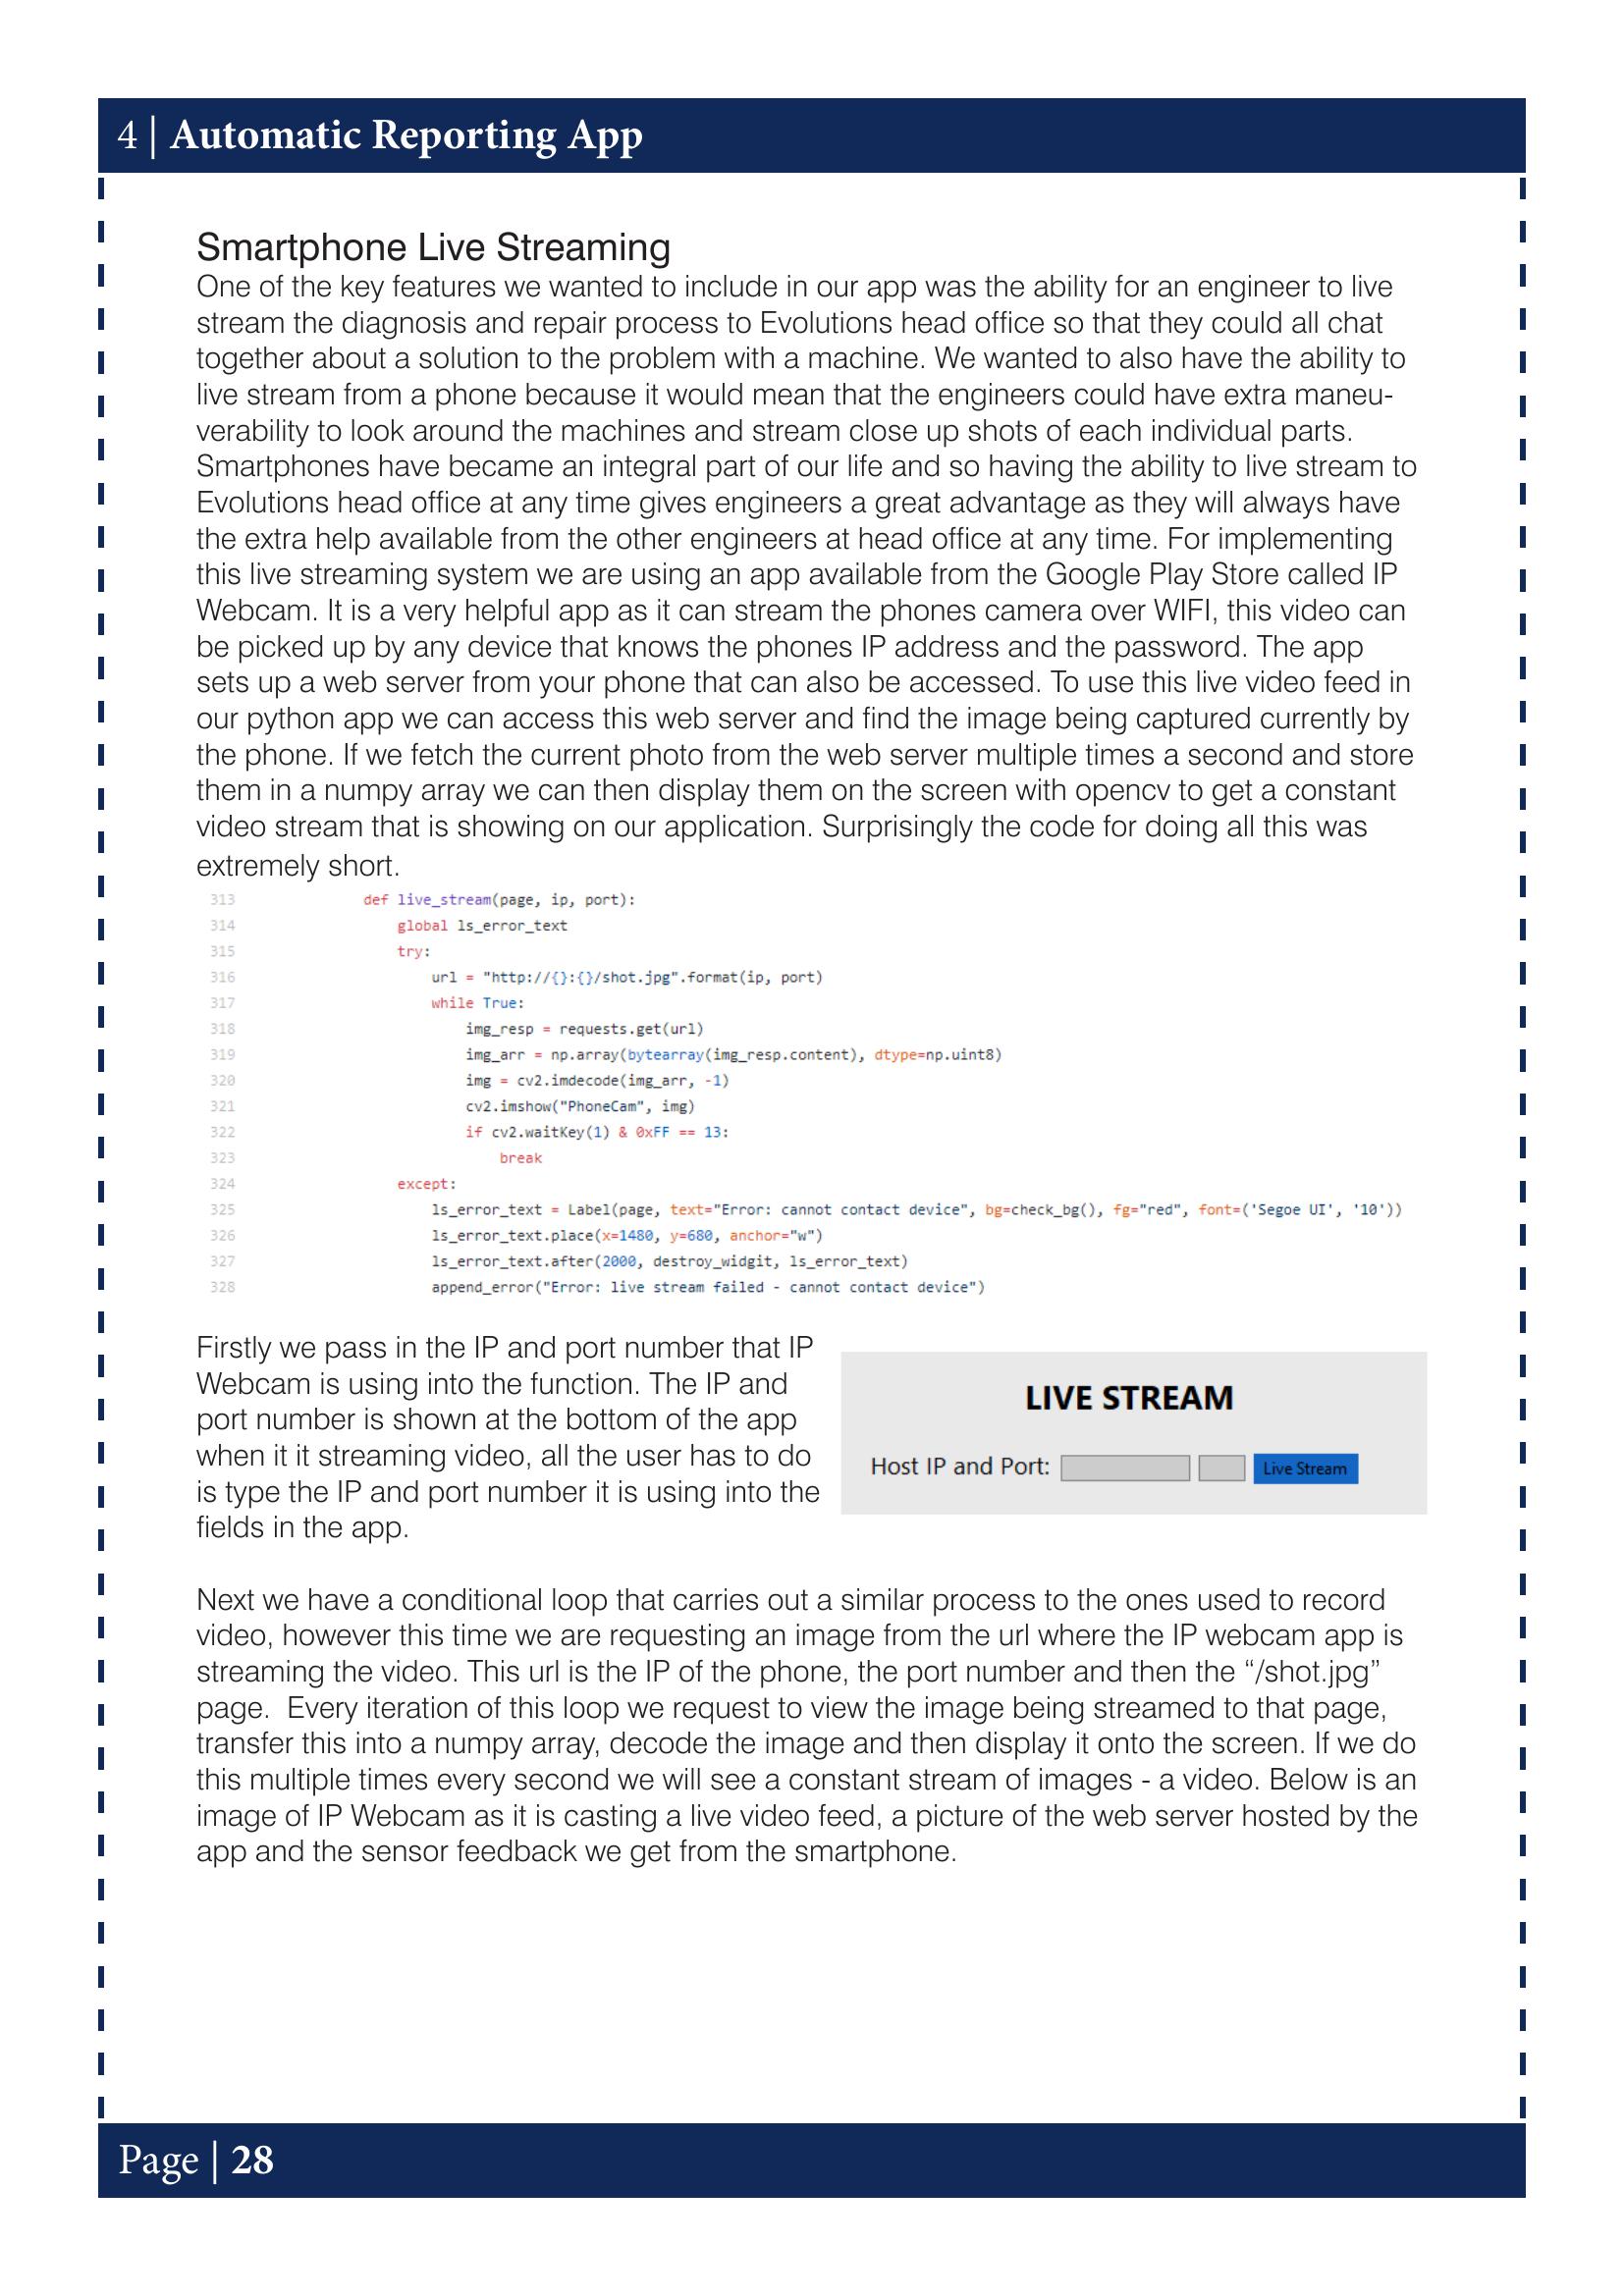 4 | Automatic Reporting App
Smartphone Live Streaming
One of the key features we wanted to include in our app was the ability for an engineer to live
stream the diagnosis and repair process to Evolutions head office so that they could all chat
together about a solution to the problem with a machine. We wanted to also have the ability to
live stream from a phone because it would mean that the engineers could have extra maneu-
verability to look around the machines and stream close up shots of each individual parts.
Smartphones have became an integral part of our life and so having the ability to live stream to
Evolutions head office at any time gives engineers a great advantage as they will always have
the extra help available from the other engineers at head office at any time. For implementing
this live streaming system we are using an app available from the Google Play Store called IP
Webcam. It is a very helpful app as it can stream the phones camera over WIFI, this video can
be picked up by any device that knows the phones IP address and the password. The app
sets up a web server from your phone that can also be accessed. To use this live video feed in
our python app we can access this web server and find the image being captured currently by
the phone. If we fetch the current photo from the web server multiple times a second and store
them in a numpy array we can then display them on the screen with opencv to get a constant
video stream that is showing on our application. Surprisingly the code for doing all this was
extremely short.
313 def live_stream(page, ip, port):
314 global ls_error_text
315 try:
316 url = "http://{}:{}/shot.jpg".format(ip, port)
317 while True:
318 img_resp = requests.get(url)
319 img_arr = np.array(bytearray(img_resp.content), dtype=np.uint8)
320 img = cv2.imdecode(img_arr, -1)
321 cv2.imshow("PhoneCam", img)
322 if cv2.waitKey(1) & 0xFF == 13:
323 break
324 except:
325 ls_error_text = Label(page, text="Error: cannot contact device", bg=check_bg(), fg="red", font=('Segoe UI', '10'))
326 ls_error_text.place(x=1480, y=680, anchor="w")
327 ls_error_text.after(2000, destroy_widgit, ls_error_text)
328 append_error("Error: live stream failed - cannot contact device")
Firstly we pass in the IP and port number that IP
Webcam is using into the function. The IP and
port number is shown at the bottom of the app
when it it streaming video, all the user has to do
is type the IP and port number it is using into the
fields in the app.
LIVE STREAM
Host IP and Port: Live Stream
Next we have a conditional loop that carries out a similar process to the ones used to record
video, however this time we are requesting an image from the url where the IP webcam app is
streaming the video. This url is the IP of the phone, the port number and then the “/shot.jpg”
page.  Every iteration of this loop we request to view the image being streamed to that page,
transfer this into a numpy array, decode the image and then display it onto the screen. If we do
this multiple times every second we will see a constant stream of images - a video. Below is an
image of IP Webcam as it is casting a live video feed, a picture of the web server hosted by the
app and the sensor feedback we get from the smartphone.
Page | 28